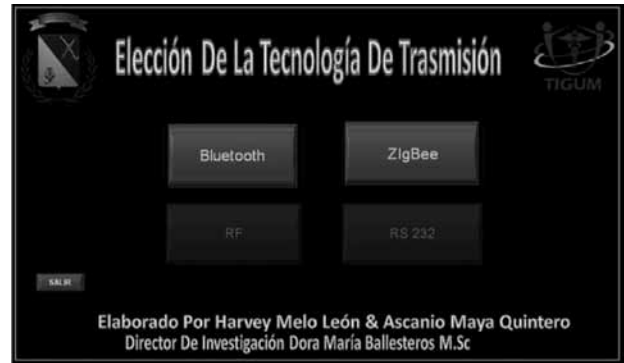 Elección De La Tecnología De Trasmisión
TIGUM
Bluetooth
ZIgBee
RF
RS 232
SALIR
Elaborado Por Harvey Melo León & Ascanio Maya Quintero
Director De Investigación Dora María Ballesteros M.Sc